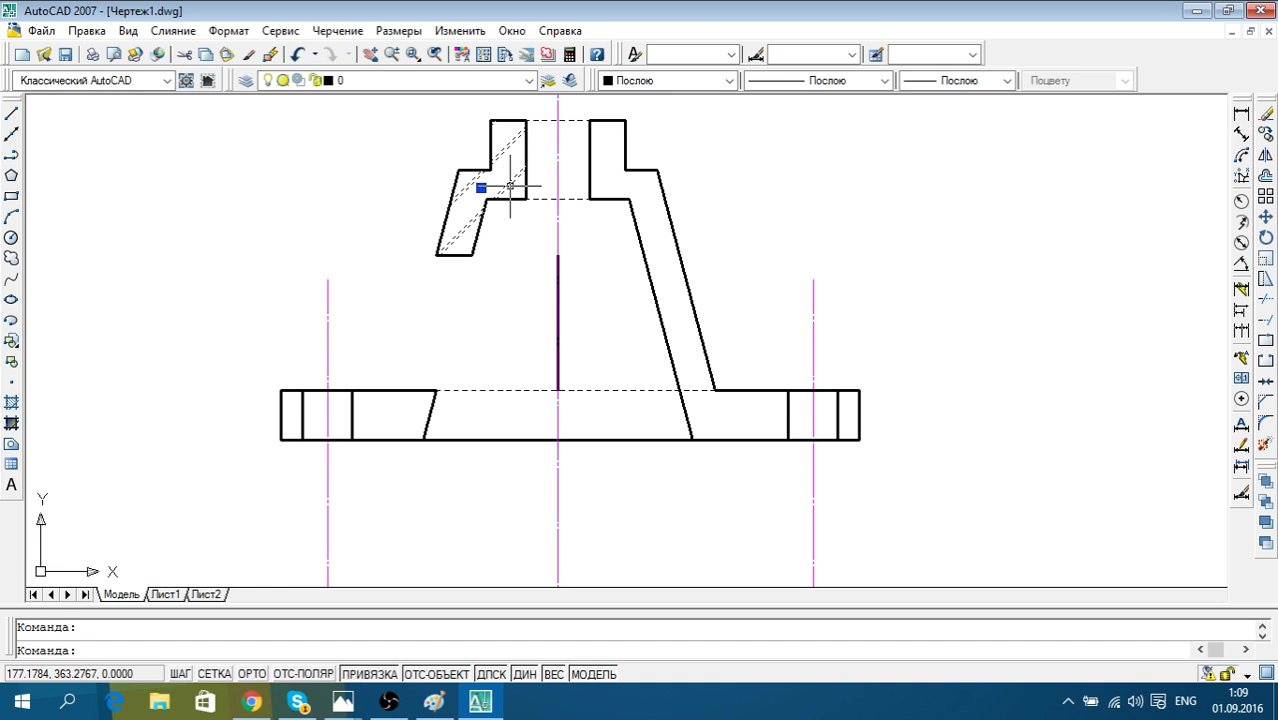 AutoCAD 2007 - [Чертеж1.dwg]
Файл Правка Вид Слияние Формат Сервис Черчение Размеры Изменить Окно Справка
Классический AutoCAD 0 Послою Послою Послою Поцвету
Y
X
Модель Лист1 Лист2
Команда:
Команда:
177.1784, 363.2767, 0.0000 ШАГ СЕТКА ОРТО ОТС-ПОЛЯР ПРИВЯЗКА ОТС-ОБЪЕКТ ДПСК ДИН ВЕС МОДЕЛЬ
ENG 1:09
01.09.2016